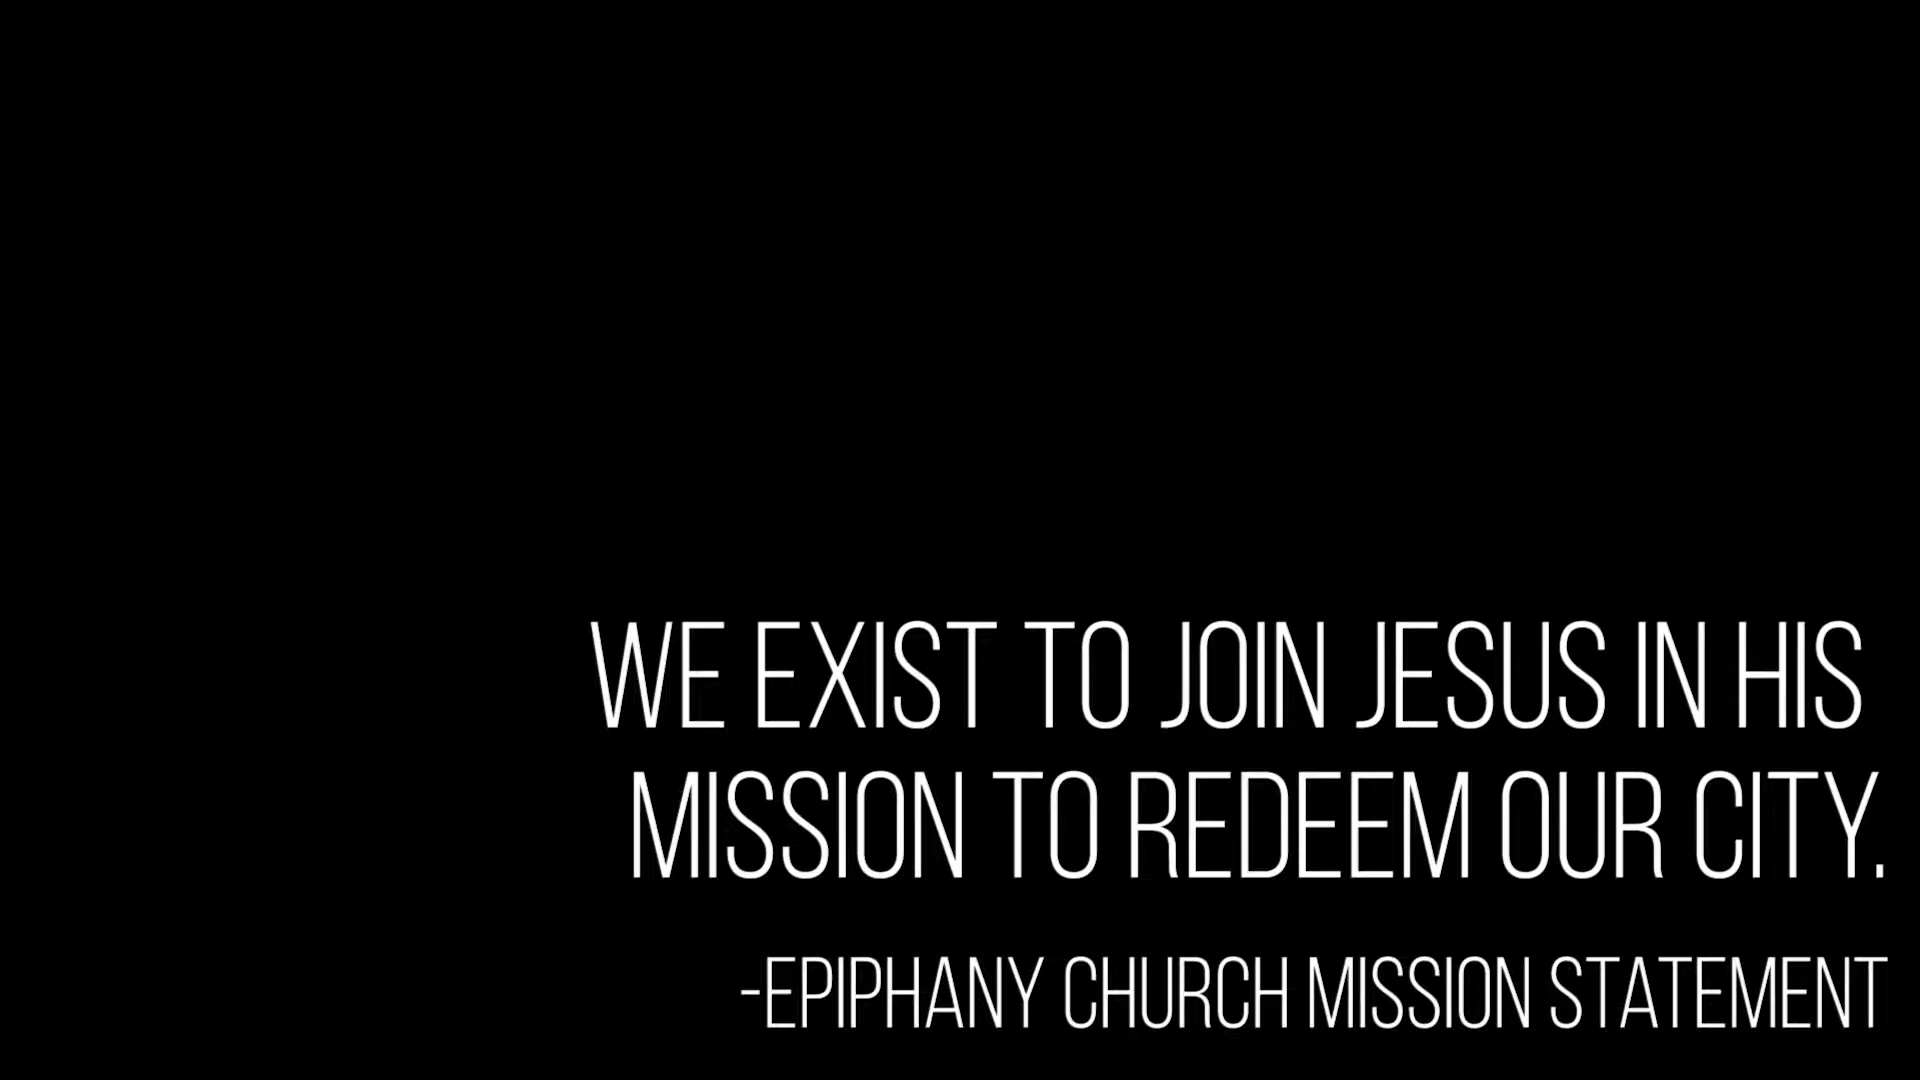 WE EXIST TO JOIN JESUS IN HIS
MISSION TO REDEEM OUR CITY.
-EPIPHANY CHURCH MISSION STATEMENT